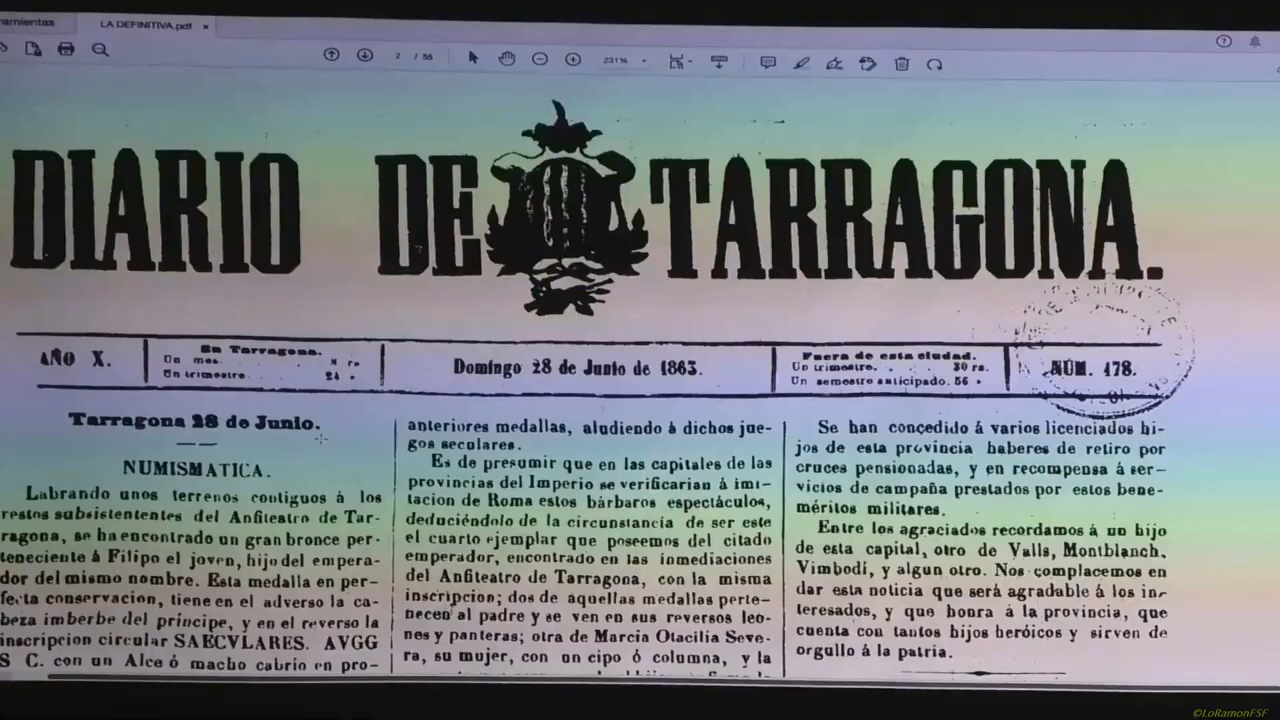 ramientas
LA DEFINITIVA.pdf
2 / 55
231%
DIARIO DE TARRAGONA.
AÑO X.
En Tarragona.
Un mes. rs
Un trimestre. 24 »
Domingo 28 de Junio de 1863.
Fuera de esta ciudad.
Un trimestre. 30 rs.
Un semestre anticipado. 56 »
NÚM. 178.
Tarragona 28 de Junio.
NUMISMATICA.
Labrando unos terrenos contiguos à los
restos subsistententes del Anfiteatro de Tar-
ragona, se ha encontrado un gran bronce per-
teneciente à Filipo el joven, hijo del empera-
dor del mismo nombre. Esta medalla en per-
fecta conservacion, tiene en el adverso la ca-
beza imberbe del príncipe, y en el reverso la
inscripcion circular SAECVLARES. AVGG
S C. con un Alce ó macho cabrio en pro-
anteriores medallas, aludiendo à dichos jue-
gos seculares.
Es de presumir que en las capitales de las
provincias del Imperio se verificarian á imi-
tacion de Roma estos bárbaros espectáculos,
deduciéndolo de la circunstancia de ser este
el cuarto ejemplar que poseemos del citado
emperador, encontrado en las inmediaciones
del Anfiteatro de Tarragona, con la misma
inscripcion; dos de aquellas medallas perte-
necen al padre y se ven en sus reversos leo-
nes y panteras; otra de Marcia Otacilia Seve-
ra, su mujer, con un cipo ó columna, y la
Se han concedido á varios licenciados hi-
jos de esta provincia haberes de retiro por
cruces pensionadas, y en recompensa á ser-
vicios de campaña prestados por estos bene-
méritos militares.
Entre los agraciados recordamos à un hijo
de esta capital, otro de Valls, Montblanch,
Vimbodí, y algun otro. Nos complacemos en
dar esta noticia que será agradable á los in-
teresados, y que honra á la provincia, que
cuenta con tantos hijos heróicos y sirven de
orgullo á la patria.
©LoRamonFSF